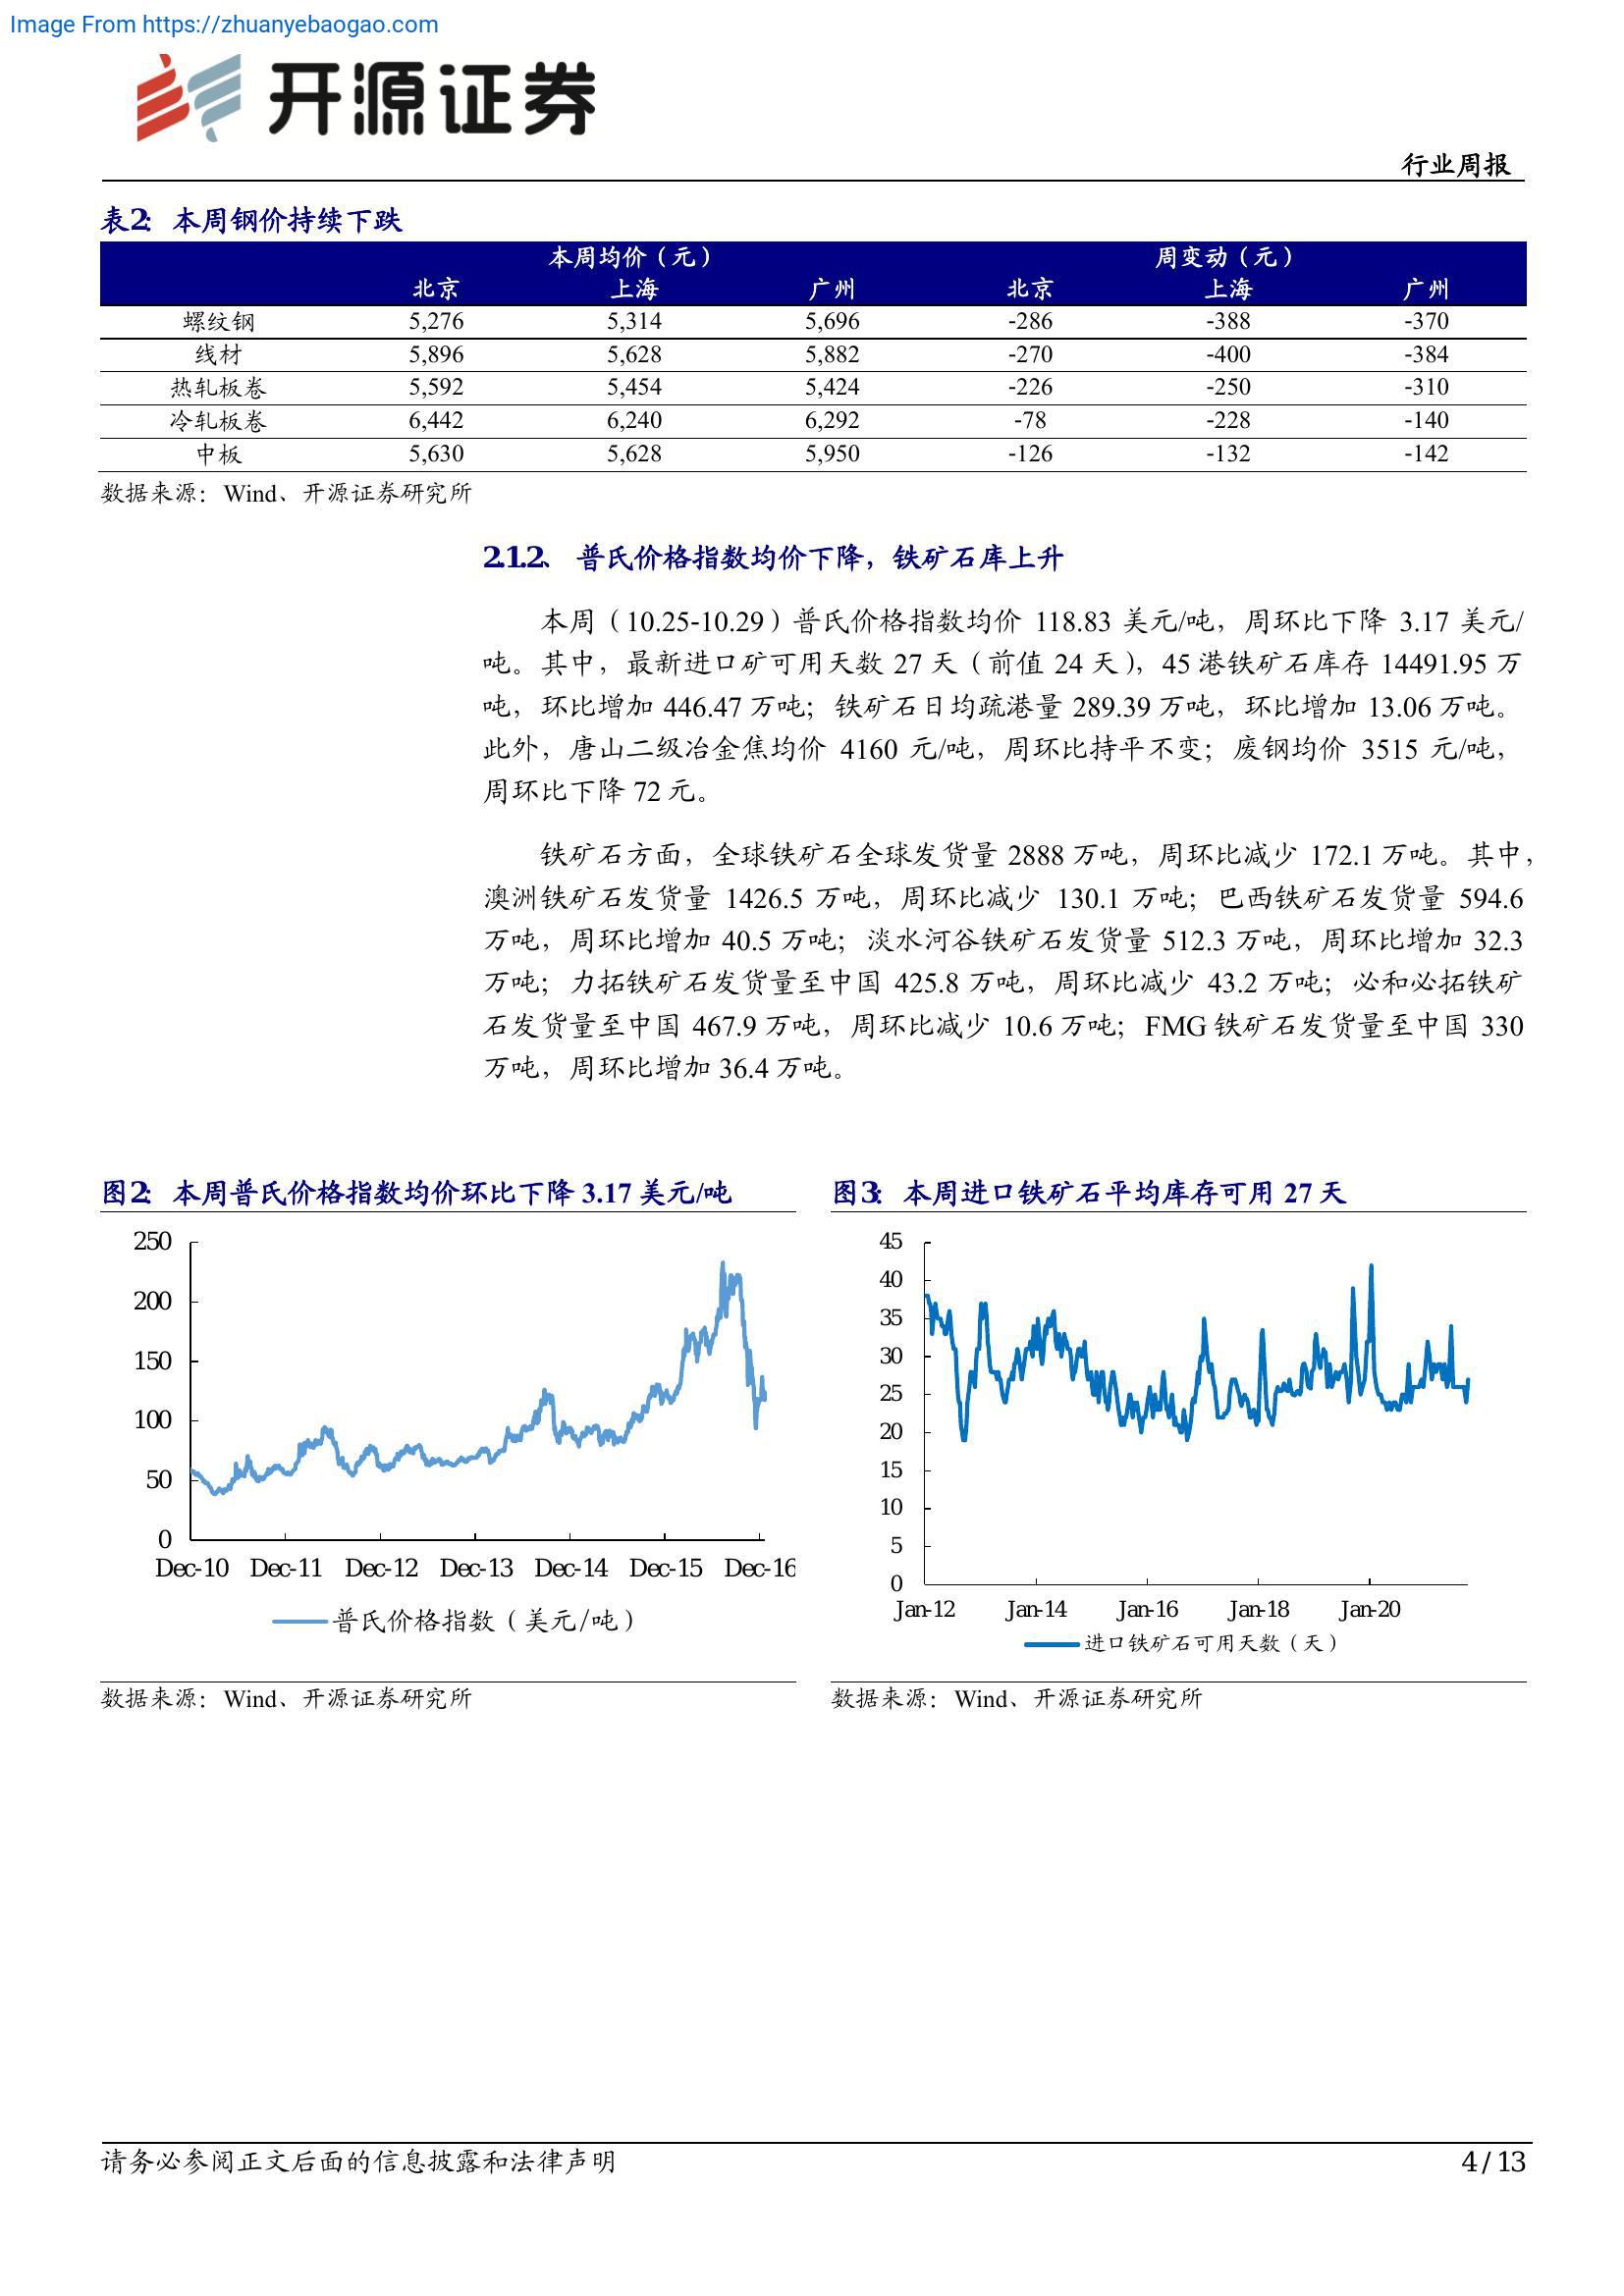 Image From https://zhuanyebaogao.com
开源证券
行业周报
表2： 本周钢价持续下跌
本周均价（元） 周变动（元）
北京 上海 广州 北京 上海 广州
螺纹钢 5,276 5,314 5,696 -286 -388 -370
线材 5,896 5,628 5,882 -270 -400 -384
热轧板卷 5,592 5,454 5,424 -226 -250 -310
冷轧板卷 6,442 6,240 6,292 -78 -228 -140
中板 5,630 5,628 5,950 -126 -132 -142
数据来源：Wind、开源证券研究所
2.1.2、 普氏价格指数均价下降，铁矿石库上升
本周（10.25-10.29）普氏价格指数均价 118.83 美元/吨，周环比下降 3.17 美元/
吨。其中，最新进口矿可用天数 27 天（前值 24 天），45 港铁矿石库存 14491.95 万
吨，环比增加 446.47 万吨；铁矿石日均疏港量 289.39 万吨，环比增加 13.06 万吨。
此外，唐山二级冶金焦均价 4160 元/吨，周环比持平不变；废钢均价 3515 元/吨，
周环比下降 72 元。
铁矿石方面，全球铁矿石全球发货量 2888 万吨，周环比减少 172.1 万吨。其中，
澳洲铁矿石发货量 1426.5 万吨，周环比减少 130.1 万吨；巴西铁矿石发货量 594.6
万吨，周环比增加 40.5 万吨；淡水河谷铁矿石发货量 512.3 万吨，周环比增加 32.3
万吨；力拓铁矿石发货量至中国 425.8 万吨，周环比减少 43.2 万吨；必和必拓铁矿
石发货量至中国 467.9 万吨，周环比减少 10.6 万吨；FMG 铁矿石发货量至中国 330
万吨，周环比增加 36.4 万吨。
图2： 本周普氏价格指数均价环比下降 3.17 美元/吨
250
200
150
100
50
0
Dec-10 Dec-11 Dec-12 Dec-13 Dec-14 Dec-15 Dec-16
普氏价格指数（美元/吨）
数据来源：Wind、开源证券研究所
图3： 本周进口铁矿石平均库存可用 27 天
45
40
35
30
25
20
15
10
5
0
Jan-12 Jan-14 Jan-16 Jan-18 Jan-20
进口铁矿石可用天数（天）
数据来源：Wind、开源证券研究所
请务必参阅正文后面的信息披露和法律声明 4 / 13